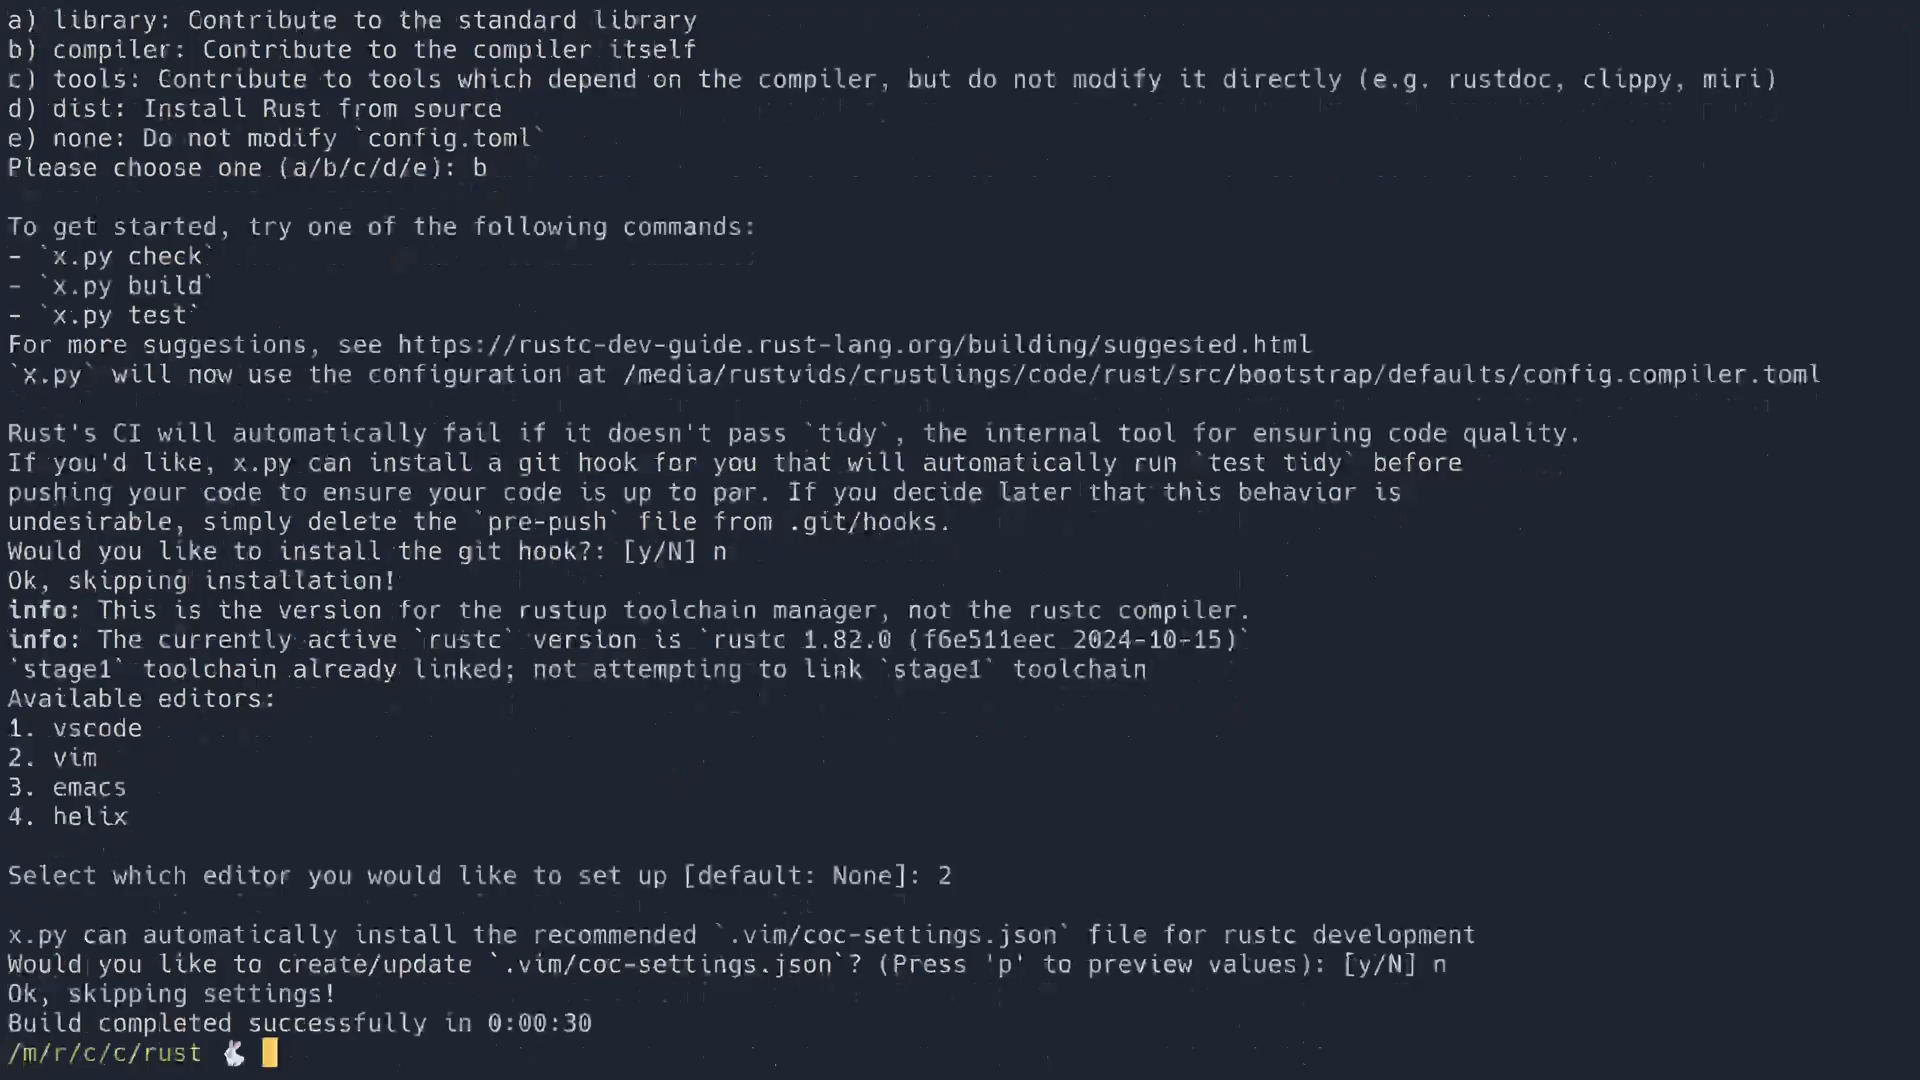 a) library: Contribute to the standard library
b) compiler: Contribute to the compiler itself
c) tools: Contribute to tools which depend on the compiler, but do not modify it directly (e.g. rustdoc, clippy, miri)
d) dist: Install Rust from source
e) none: Do not modify `config.toml`
Please choose one (a/b/c/d/e): b
To get started, try one of the following commands:
- `x.py check`
- `x.py build`
- `x.py test`
For more suggestions, see https://rustc-dev-guide.rust-lang.org/building/suggested.html
`x.py` will now use the configuration at /media/rustvids/crustlings/code/rust/src/bootstrap/defaults/config.compiler.toml
Rust's CI will automatically fail if it doesn't pass `tidy`, the internal tool for ensuring code quality.
If you'd like, x.py can install a git hook for you that will automatically run `test tidy` before
pushing your code to ensure your code is up to par. If you decide later that this behavior is
undesirable, simply delete the `pre-push` file from .git/hooks.
Would you like to install the git hook?: [y/N] n
Ok, skipping installation!
info: This is the version for the rustup toolchain manager, not the rustc compiler.
info: The currently active `rustc` version is `rustc 1.82.0 (f6e511eec 2024-10-15)`
`stage1` toolchain already linked; not attempting to link `stage1` toolchain
Available editors:
1. vscode
2. vim
3. emacs
4. helix
Select which editor you would like to set up [default: None]: 2
x.py can automatically install the recommended `.vim/coc-settings.json` file for rustc development
Would you like to create/update `.vim/coc-settings.json`? (Press 'p' to preview values): [y/N] n
Ok, skipping settings!
Build completed successfully in 0:00:30
/m/r/c/c/rust 🐇